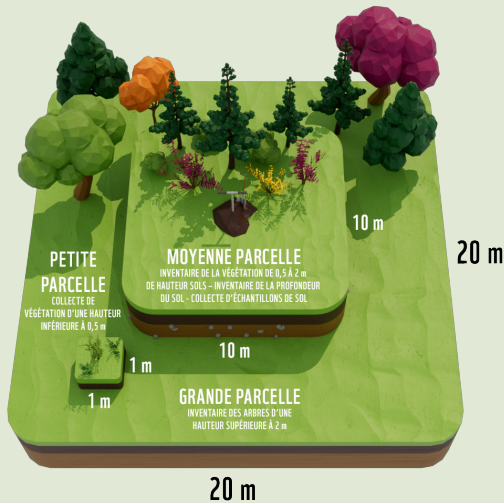 10 m
20 m
PETITE
PARCELLE
COLLECTE DE
VÉGÉTATION D'UNE HAUTEUR
INFÉRIEURE À 0,5 m
MOYENNE PARCELLE
INVENTAIRE DE LA VÉGÉTATION DE 0,5 À 2 m
DE HAUTEUR SOLS – INVENTAIRE DE LA PROFONDEUR
DU SOL - COLLECTE D'ÉCHANTILLONS DE SOL
10 m
1 m
1 m
GRANDE PARCELLE
INVENTAIRE DES ARBRES D'UNE
HAUTEUR SUPÉRIEURE À 2 m
20 m